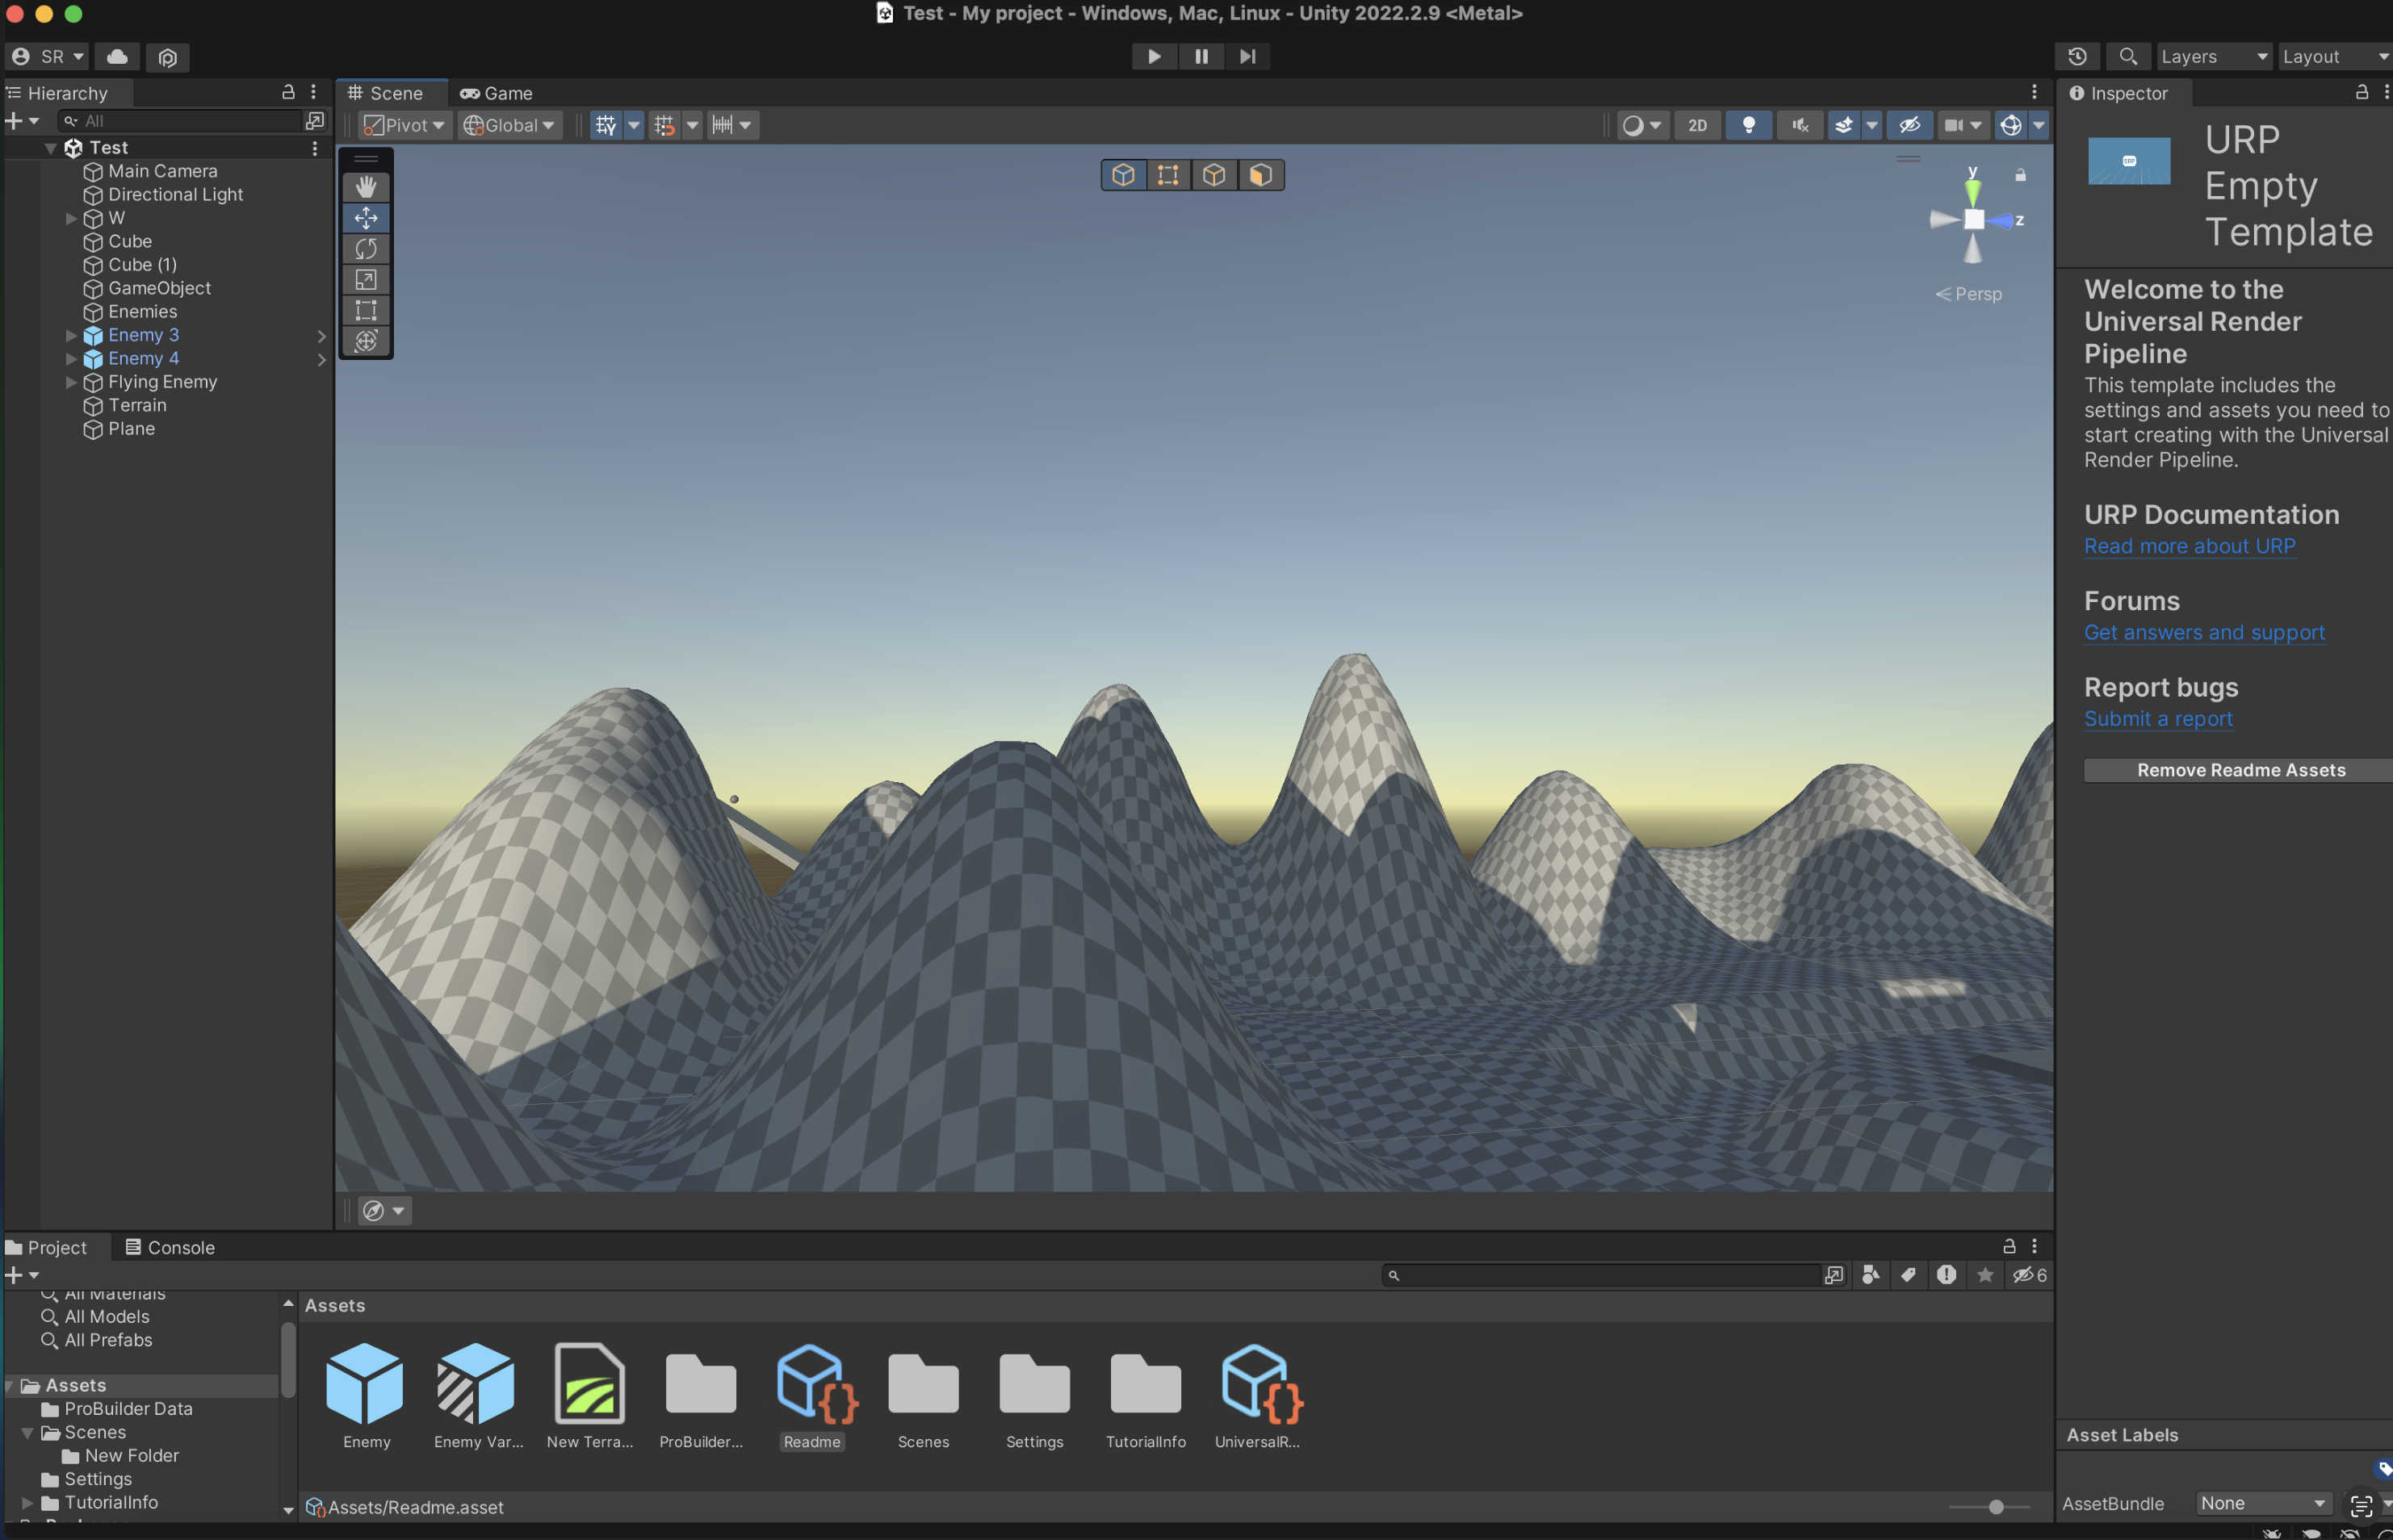 Test - My project - Windows, Mac, Linux - Unity 2022.2.9 <Metal>
SR
Layers
Layout
Hierarchy
All
Test
Main Camera
Directional Light
W
Cube
Cube (1)
GameObject
Enemies
Enemy 3
Enemy 4
Flying Enemy
Terrain
Plane
Scene
Game
Pivot
Global
2D
y
z
Persp
Inspector
SRP
URP
Empty
Template
Welcome to the
Universal Render
Pipeline
This template includes the
settings and assets you need to
start creating with the Universal
Render Pipeline.
URP Documentation
Read more about URP
Forums
Get answers and support
Report bugs
Submit a report
Remove Readme Assets
Project
Console
6
All Materials
All Models
All Prefabs
Assets
ProBuilder Data
Scenes
New Folder
Settings
TutorialInfo
Assets
Enemy
Enemy Var...
New Terra...
ProBuilder...
Readme
Scenes
Settings
TutorialInfo
UniversalR...
Assets/Readme.asset
Asset Labels
AssetBundle
None